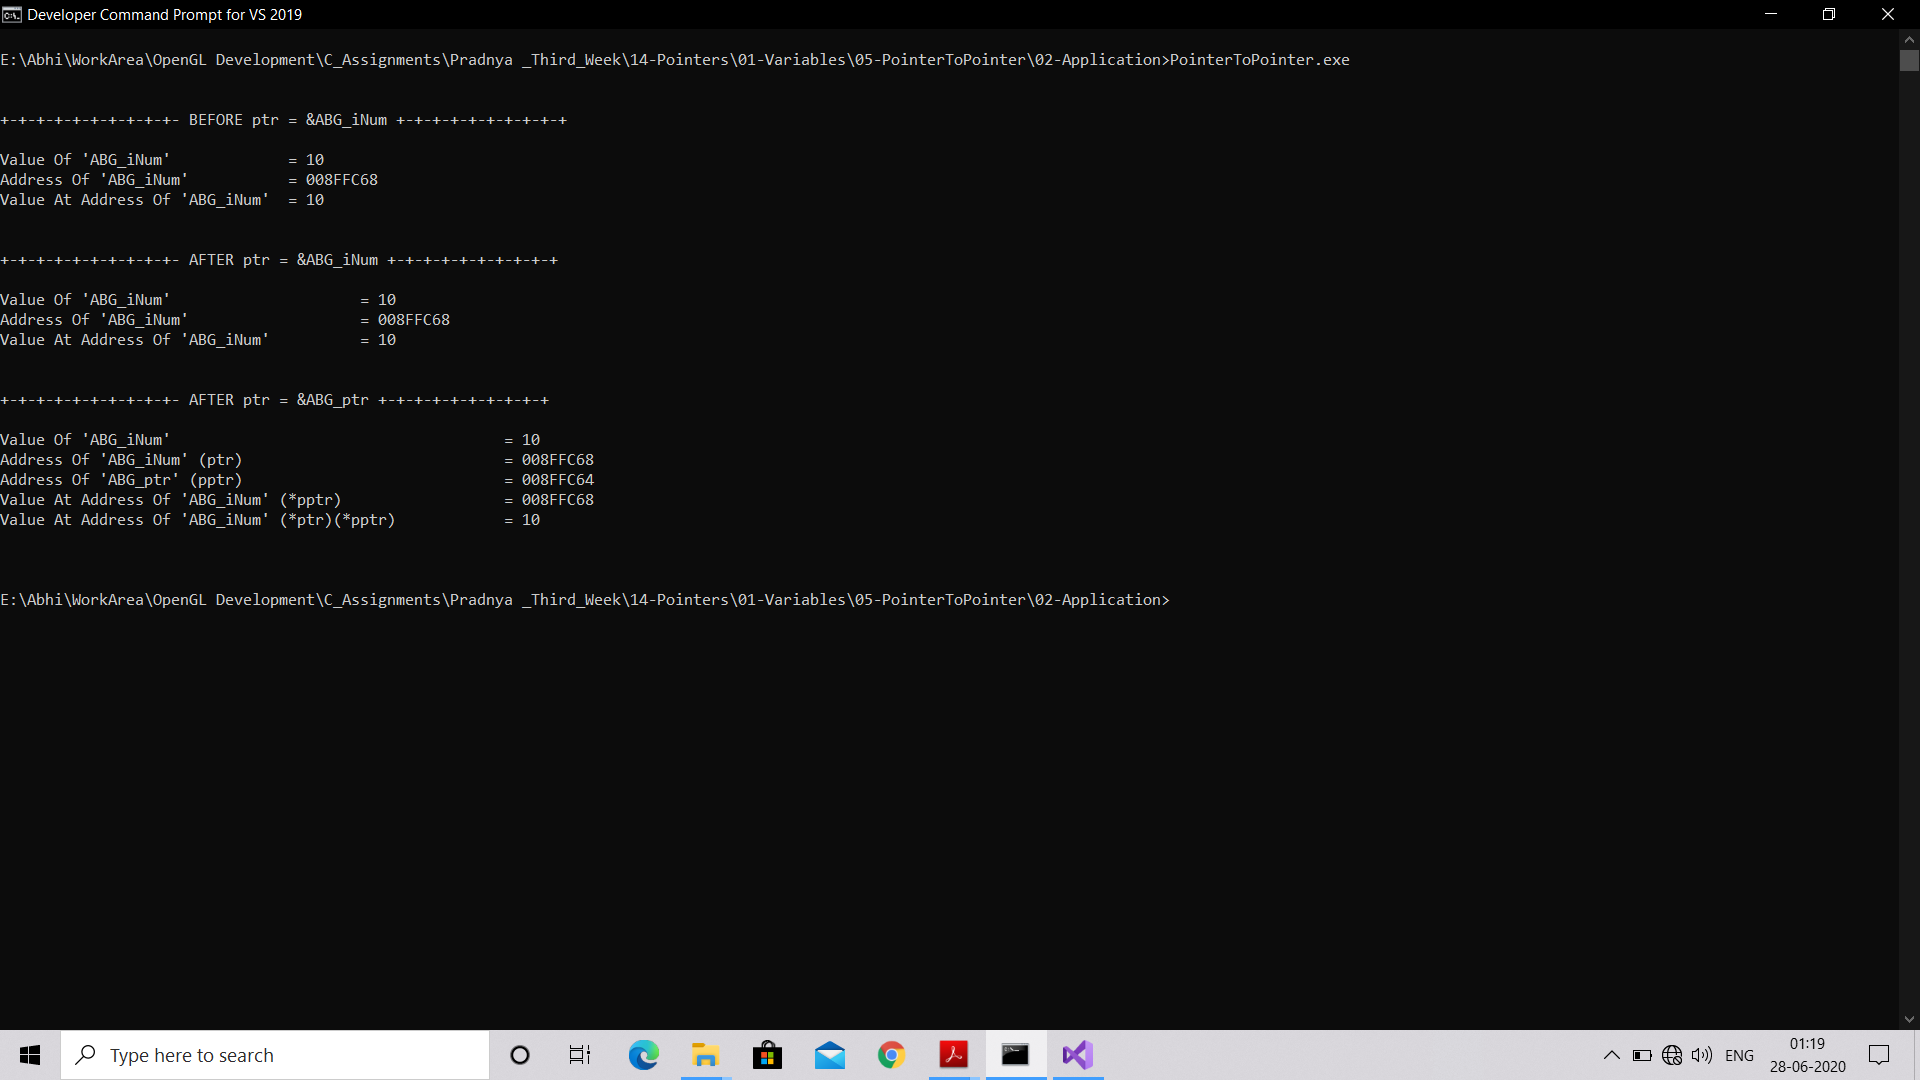 Developer Command Prompt for VS 2019
E:\Abhi\WorkArea\OpenGL Development\C_Assignments\Pradnya _Third_Week\14-Pointers\01-Variables\05-PointerToPointer\02-Application>PointerToPointer.exe
+-+-+-+-+-+-+-+-+-+- BEFORE ptr = &ABG_iNum +-+-+-+-+-+-+-+-+-+
Value Of 'ABG_iNum' = 10
Address Of 'ABG_iNum' = 008FFC68
Value At Address Of 'ABG_iNum' = 10
+-+-+-+-+-+-+-+-+-+- AFTER ptr = &ABG_iNum +-+-+-+-+-+-+-+-+-+
Value Of 'ABG_iNum' = 10
Address Of 'ABG_iNum' = 008FFC68
Value At Address Of 'ABG_iNum' = 10
+-+-+-+-+-+-+-+-+-+- AFTER ptr = &ABG_ptr +-+-+-+-+-+-+-+-+-+
Value Of 'ABG_iNum' = 10
Address Of 'ABG_iNum' (ptr) = 008FFC68
Address Of 'ABG_ptr' (pptr) = 008FFC64
Value At Address Of 'ABG_iNum' (*pptr) = 008FFC68
Value At Address Of 'ABG_iNum' (*ptr)(*pptr) = 10
E:\Abhi\WorkArea\OpenGL Development\C_Assignments\Pradnya _Third_Week\14-Pointers\01-Variables\05-PointerToPointer\02-Application>
Type here to search
ENG
01:19
28-06-2020